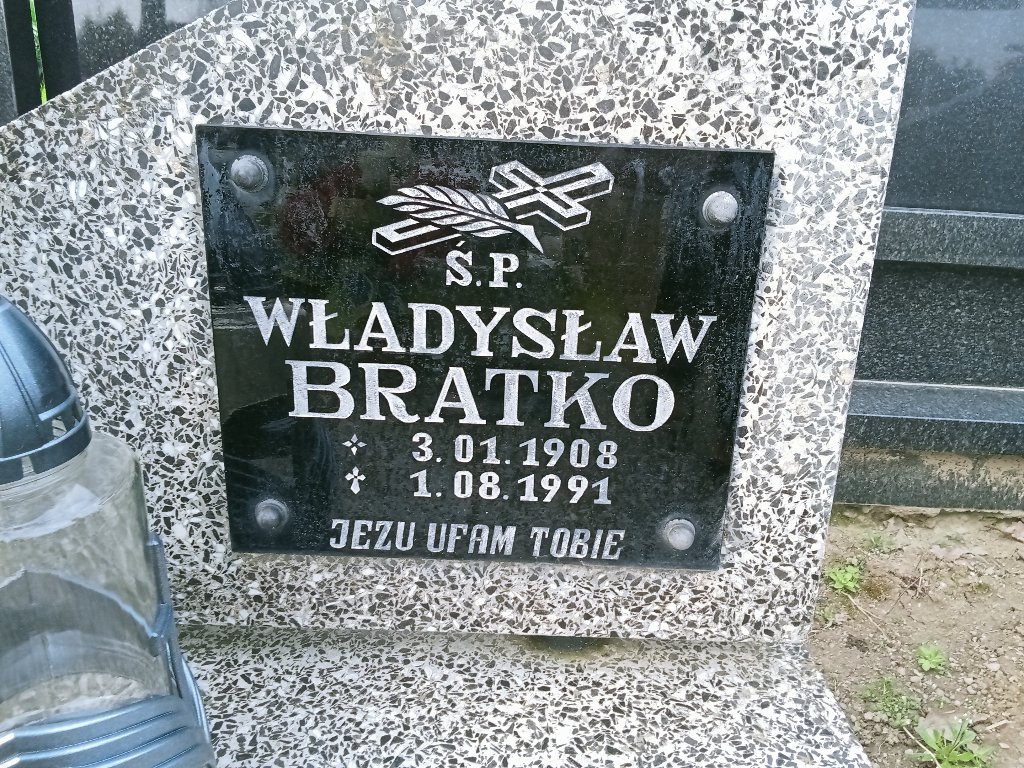 Ś.P.
WŁADYSŁAW
BRATKO
3.01.1908
1.08.1991
JEZU UFAM TOBIE